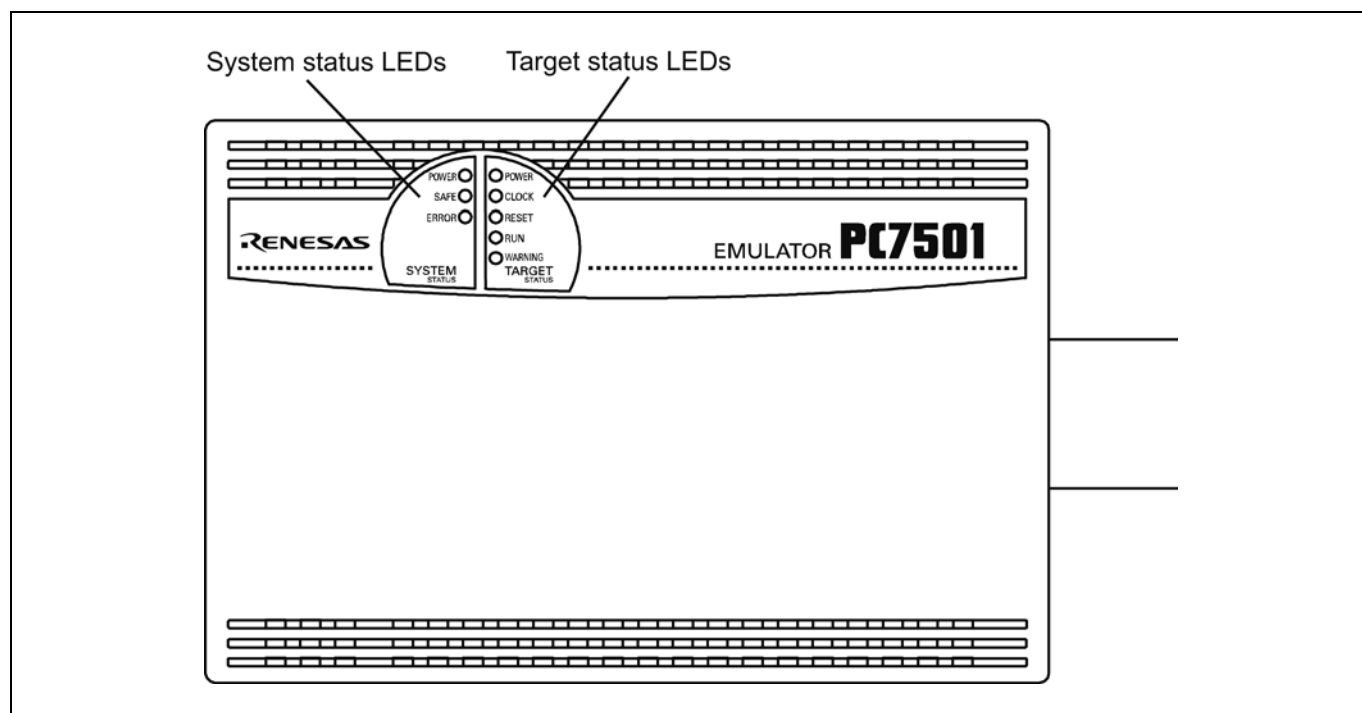 System status LEDs
Target status LEDs
POWER
SAFE
ERROR
SYSTEM
STATUS
POWER
CLOCK
RESET
RUN
WARNING
TARGET
STATUS
RENESAS
EMULATOR PC7501